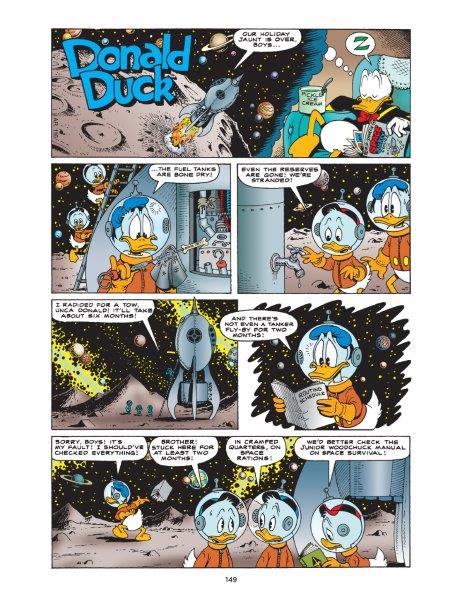 Donald
Duck
OUR HOLIDAY
JAUNT IS OVER,
BOYS...
Z
PICKLE
ICE
CREAM
...THE FUEL TANKS
ARE BONE DRY!
EVEN THE RESERVES
ARE GONE! WE'RE
STRANDED!
I RADIOED FOR A TOW,
UNCA DONALD! IT'LL TAKE
ABOUT SIX MONTHS!
AND THERE'S
NOT EVEN A TANKER
FLY-BY FOR TWO
MONTHS!
ROUTING
SCHEDULE
SORRY, BOYS! IT'S
MY FAULT! I SHOULD'VE
CHECKED EVERYTHING!
BROTHER!
STUCK HERE FOR
AT LEAST TWO
MONTHS!
IN CRAMPED
QUARTERS, ON
SPACE
RATIONS!
WE'D BETTER CHECK THE
JUNIOR WOODCHUCK MANUAL
ON SPACE SURVIVAL!
149